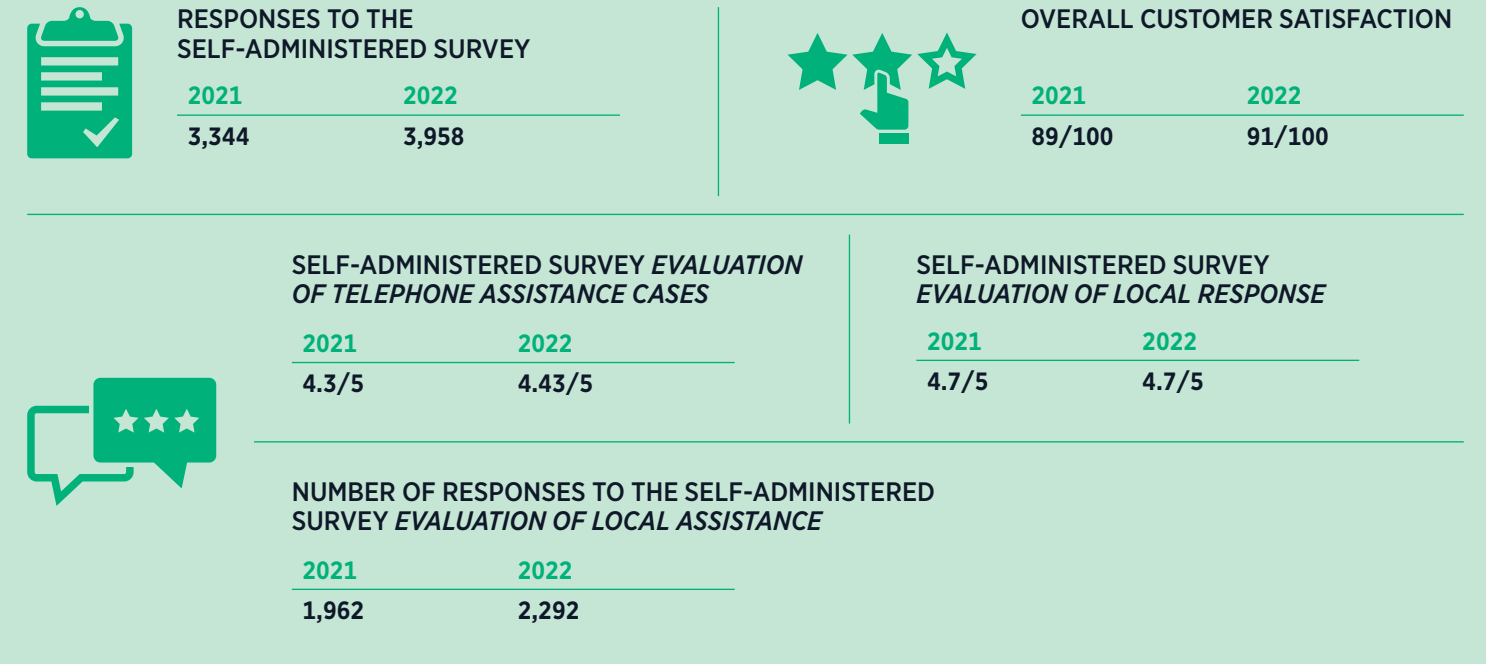 RESPONSES TO THE
SELF-ADMINISTERED SURVEY
2021 2022
3,344 3,958
OVERALL CUSTOMER SATISFACTION
2021 2022
89/100 91/100
SELF-ADMINISTERED SURVEY EVALUATION
OF TELEPHONE ASSISTANCE CASES
2021 2022
4.3/5 4.43/5
SELF-ADMINISTERED SURVEY
EVALUATION OF LOCAL RESPONSE
2021 2022
4.7/5 4.7/5
NUMBER OF RESPONSES TO THE SELF-ADMINISTERED
SURVEY EVALUATION OF LOCAL ASSISTANCE
2021 2022
1,962 2,292